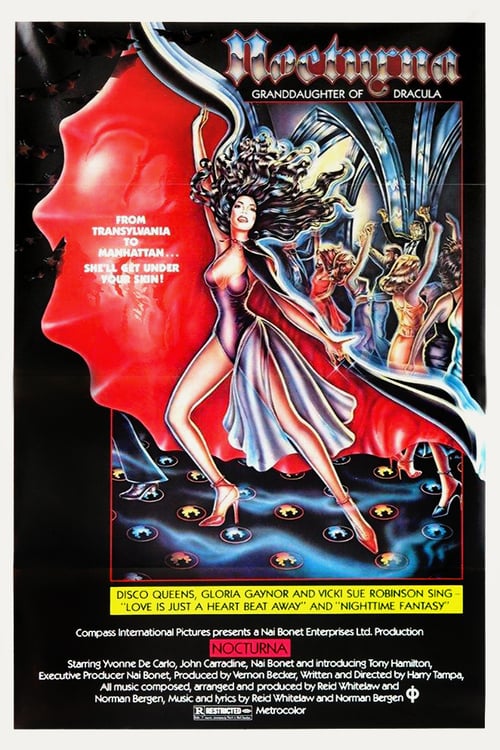 Nocturna
GRANDDAUGHTER OF DRACULA
FROM
TRANSYLVANIA
TO
MANHATTAN...
SHE'LL GET UNDER
YOUR SKIN!
DISCO QUEENS, GLORIA GAYNOR AND VICKI SUE ROBINSON SING –
"LOVE IS JUST A HEART BEAT AWAY" AND "NIGHTTIME FANTASY"
Compass International Pictures presents a Nai Bonet Enterprises Ltd. Production
NOCTURNA
Starring Yvonne De Carlo, John Carradine, Nai Bonet and introducing Tony Hamilton,
Executive Producer Nai Bonet, Produced by Vernon Becker, Written and Directed by Harry Tampa,
All music composed, arranged and produced by Reid Whitelaw and
Norman Bergen, Music and lyrics by Reid Whitelaw and Norman Bergen
R RESTRICTED Metrocolor